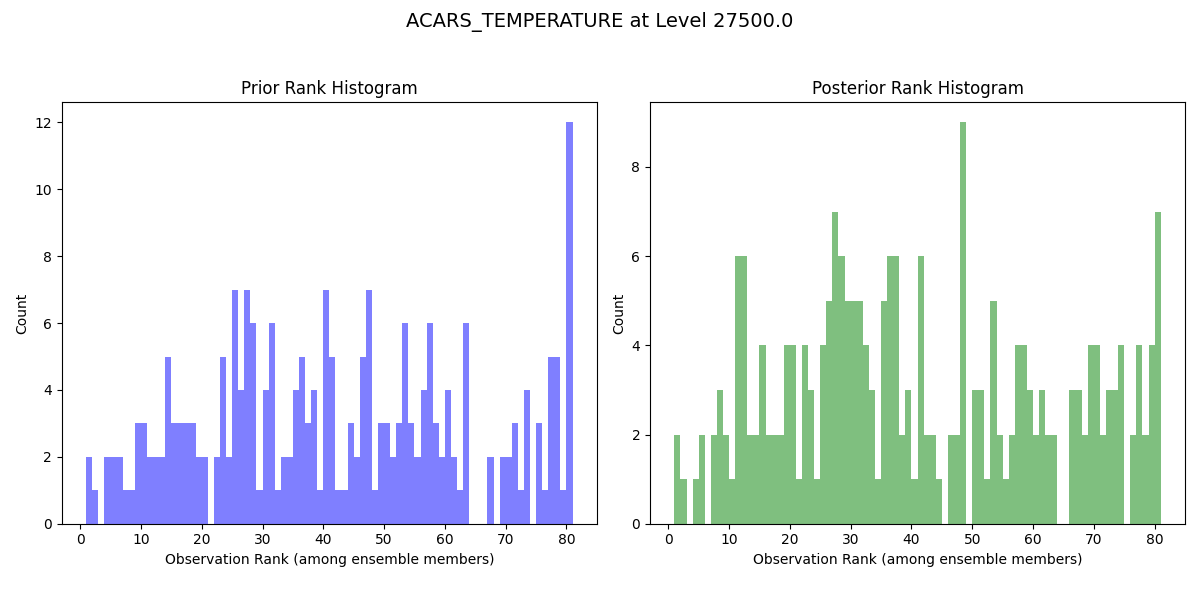 ACARS_TEMPERATURE at Level 27500.0
Prior Rank Histogram
Count
12
10
8
6
4
2
0
0 10 20 30 40 50 60 70 80
Observation Rank (among ensemble members)
Posterior Rank Histogram
Count
8
6
4
2
0
0 10 20 30 40 50 60 70 80
Observation Rank (among ensemble members)